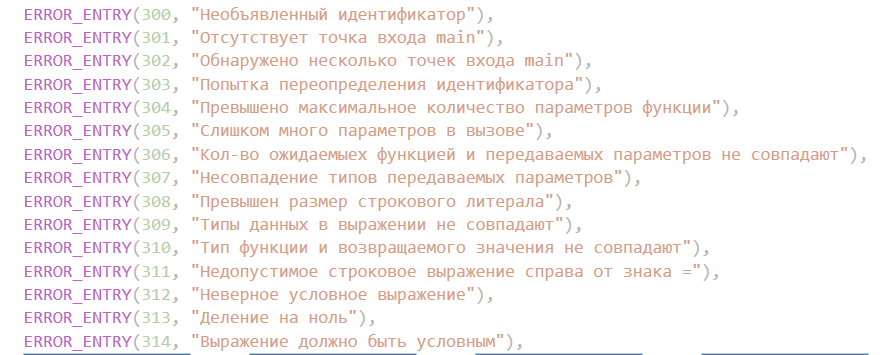 ERROR_ENTRY(300, "Необъявленный идентификатор"),
ERROR_ENTRY(301, "Отсутствует точка входа main"),
ERROR_ENTRY(302, "Обнаружено несколько точек входа main"),
ERROR_ENTRY(303, "Попытка переопределения идентификатора"),
ERROR_ENTRY(304, "Превышено максимальное количество параметров функции"),
ERROR_ENTRY(305, "Слишком много параметров в вызове"),
ERROR_ENTRY(306, "Кол-во ожидаемыех функцией и передаваемых параметров не совпадают"),
ERROR_ENTRY(307, "Несовпадение типов передаваемых параметров"),
ERROR_ENTRY(308, "Превышен размер строкового литерала"),
ERROR_ENTRY(309, "Типы данных в выражении не совпадают"),
ERROR_ENTRY(310, "Тип функции и возвращаемого значения не совпадают"),
ERROR_ENTRY(311, "Недопустимое строковое выражение справа от знака ="),
ERROR_ENTRY(312, "Неверное условное выражение"),
ERROR_ENTRY(313, "Деление на ноль"),
ERROR_ENTRY(314, "Выражение должно быть условным"),